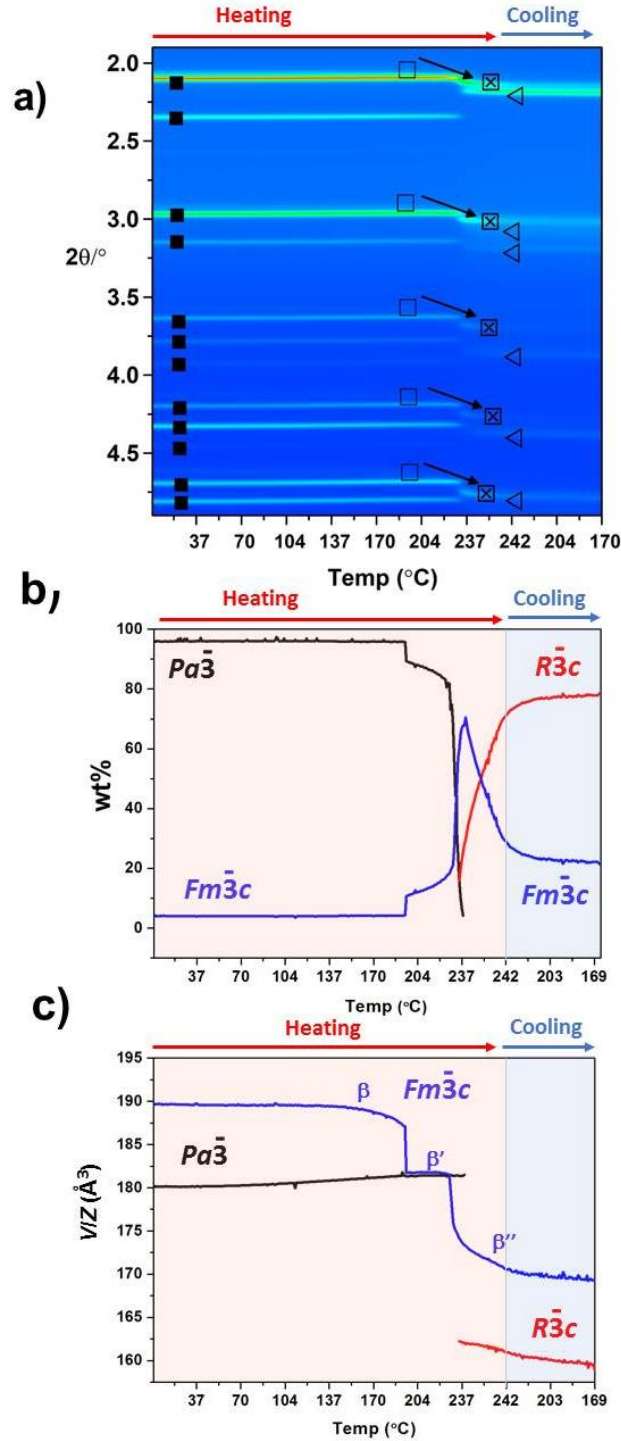 Heating Cooling
a)
2.0
2.5
3.0
2θ/°
3.5
4.0
4.5
37 70 104 137 170 204 237 242 203 170
Temp (°C)
b)
Heating Cooling
100
80
60
wt%
40
20
0
Pa3̄
R3̄c
Fm3̄c
Fm3̄c
37 70 104 137 170 204 237 242 203 169
Temp (°C)
c)
Heating Cooling
195
190
185
180
V/Z (Å³)
175
170
165
160
β
Fm3̄c
Pa3̄
β'
β''
R3̄c
37 70 104 137 170 204 237 242 203 169
Temp (°C)